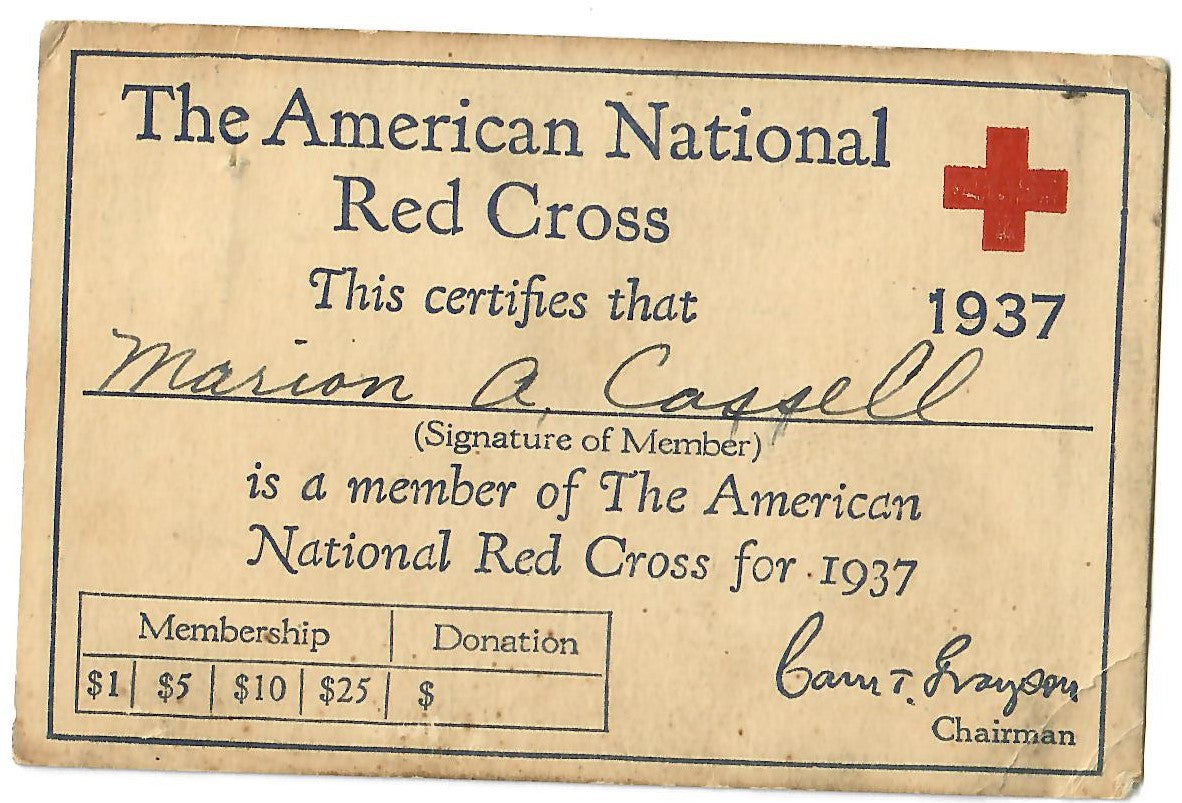 The American National
Red Cross
This certifies that
1937
Marion A. Cassell
(Signature of Member)
is a member of The American
National Red Cross for 1937
Membership Donation
$1 $5 $10 $25 $
Cary T. Grayson
Chairman